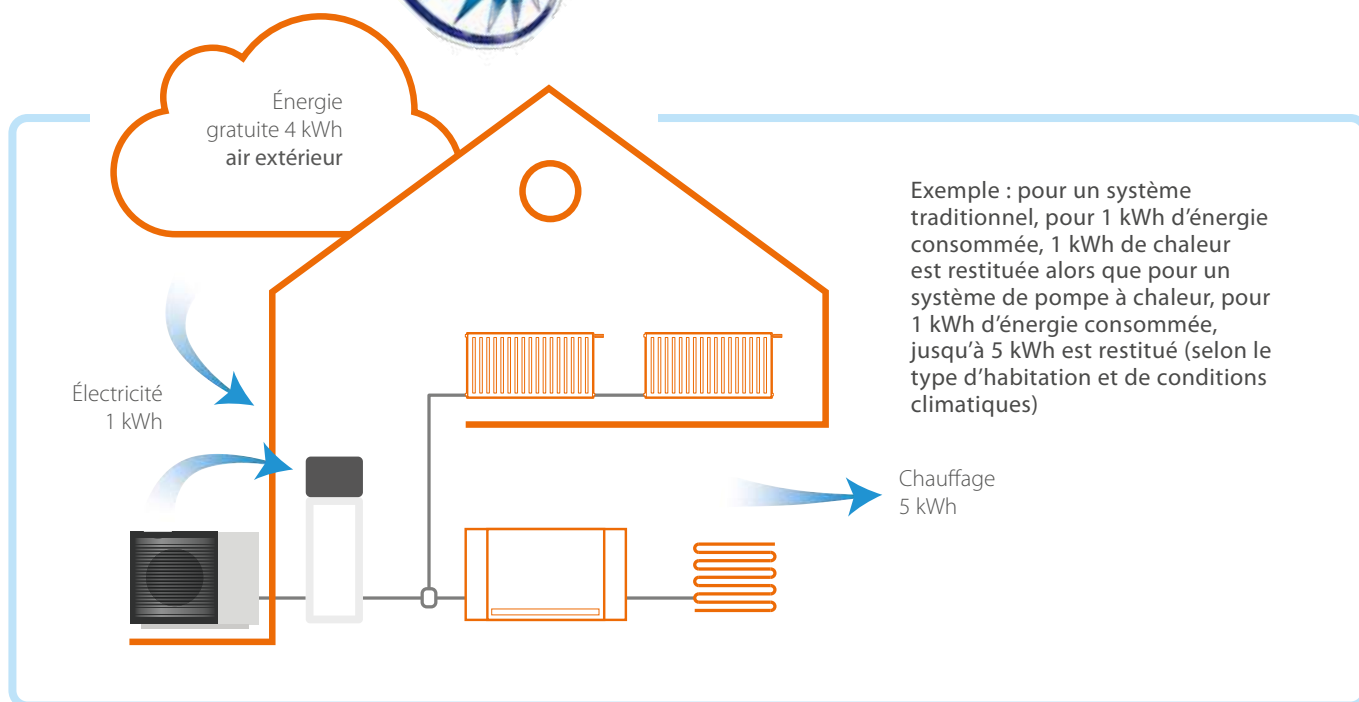 Énergie
gratuite 4 kWh
air extérieur
Exemple : pour un système
traditionnel, pour 1 kWh d’énergie
consommée, 1 kWh de chaleur
est restituée alors que pour un
système de pompe à chaleur, pour
1 kWh d’énergie consommée,
jusqu’à 5 kWh est restitué (selon le
type d’habitation et de conditions
climatiques)
Électricité
1 kWh
Chauffage
5 kWh